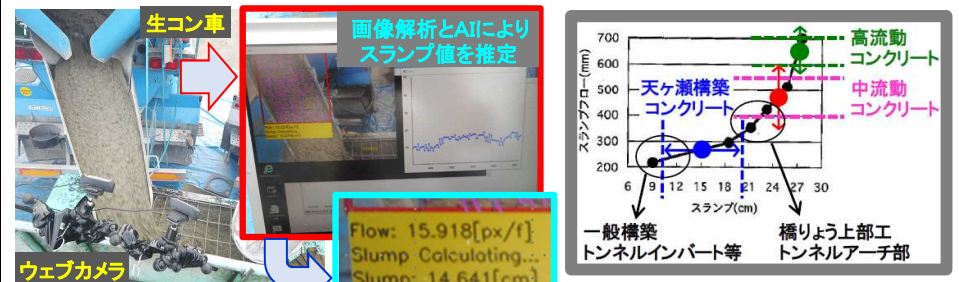 生コン車
画像解析とAIにより
スランプ値を推定
Flow: 15.918[px/f]
Slump Calculating...
Slump: 14.641[cm]
ウェブカメラ
スランプフロー(mm)
700
600
500
400
300
200
6 9 12 15 18 21 24 27 30
スランプ(cm)
天ヶ瀬構築
コンクリート
高流動
コンクリート
中流動
コンクリート
一般構築
トンネルインバート等
橋りょう上部工
トンネルアーチ部